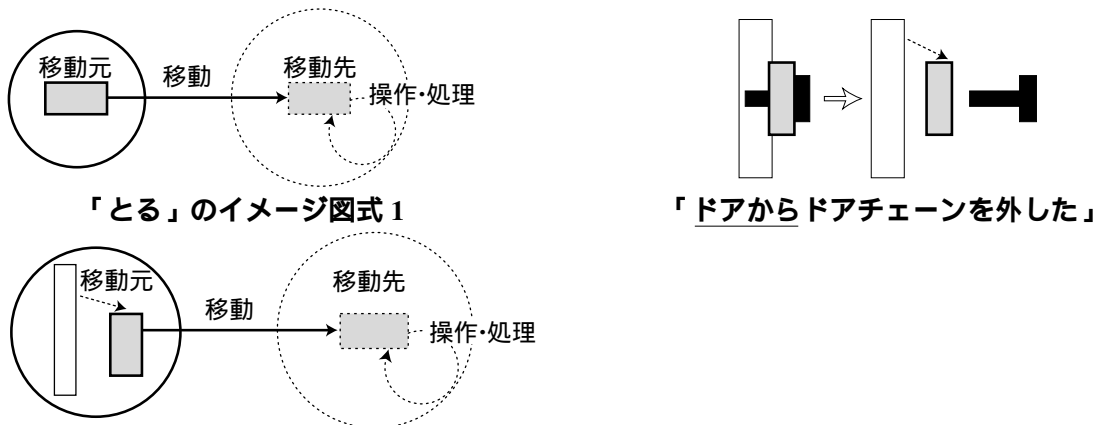 移動元
移動
移動先
操作・処理
「とる」のイメージ図式 1
「ドアからドアチェーンを外した」
移動元
移動
移動先
操作・処理